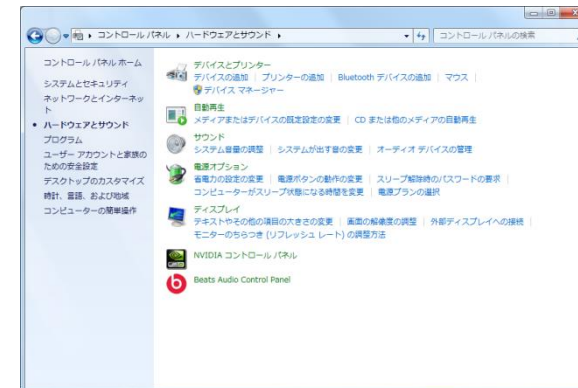 コントロール パネル ▸ ハードウェアとサウンド ▸
コントロール パネルの検索
コントロール パネル ホーム
システムとセキュリティ
ネットワークとインターネッ
ト
• ハードウェアとサウンド
プログラム
ユーザー アカウントと家族の
ための安全設定
デスクトップのカスタマイズ
時計、言語、および地域
コンピューターの簡単操作
デバイスとプリンター
デバイスの追加 | プリンターの追加 | Bluetooth デバイスの追加 | マウス |
デバイス マネージャー
自動再生
メディアまたはデバイスの既定設定の変更 | CD または他のメディアの自動再生
サウンド
システム音量の調整 | システムが出す音の変更 | オーディオ デバイスの管理
電源オプション
省電力の設定の変更 | 電源ボタンの動作の変更 | スリープ解除時のパスワードの要求 |
コンピューターがスリープ状態になる時間を変更 | 電源プランの選択
ディスプレイ
テキストやその他の項目の大きさの変更 | 画面の解像度の調整 | 外部ディスプレイへの接続 |
モニターのちらつき (リフレッシュ レート) の調整方法
NVIDIA コントロール パネル
Beats Audio Control Panel